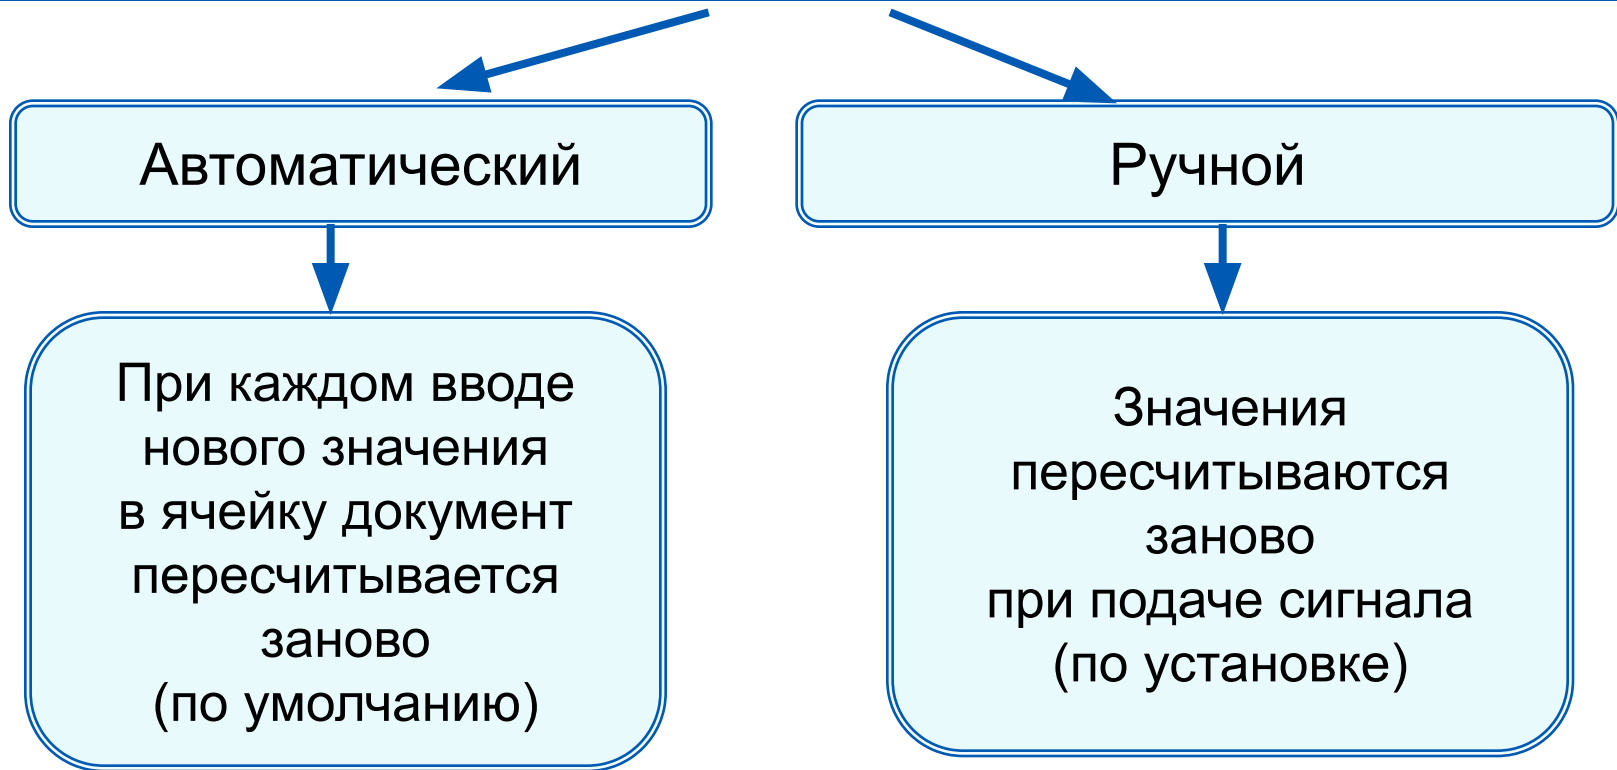 Автоматический
Ручной
При каждом вводе
нового значения
в ячейку документ
пересчитывается
заново
(по умолчанию)
Значения
пересчитываются
заново
при подаче сигнала
(по установке)